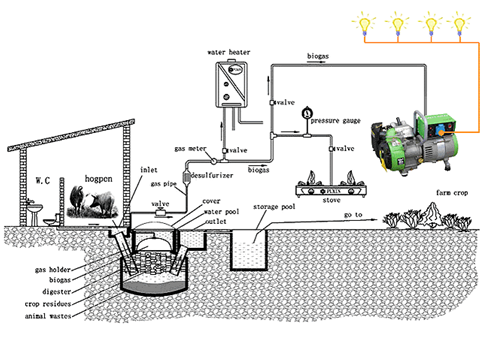 water heater
biogas
valve
pressure gauge
gas meter
valve
desulfurizer
biogas
valve
inlet
W.C
hogpen
gas pipe
PUXIN
stove
farm crop
valve
cover
water pool
outlet
storage pool
go to
gas holder
biogas
digester
crop residues
animal wastes